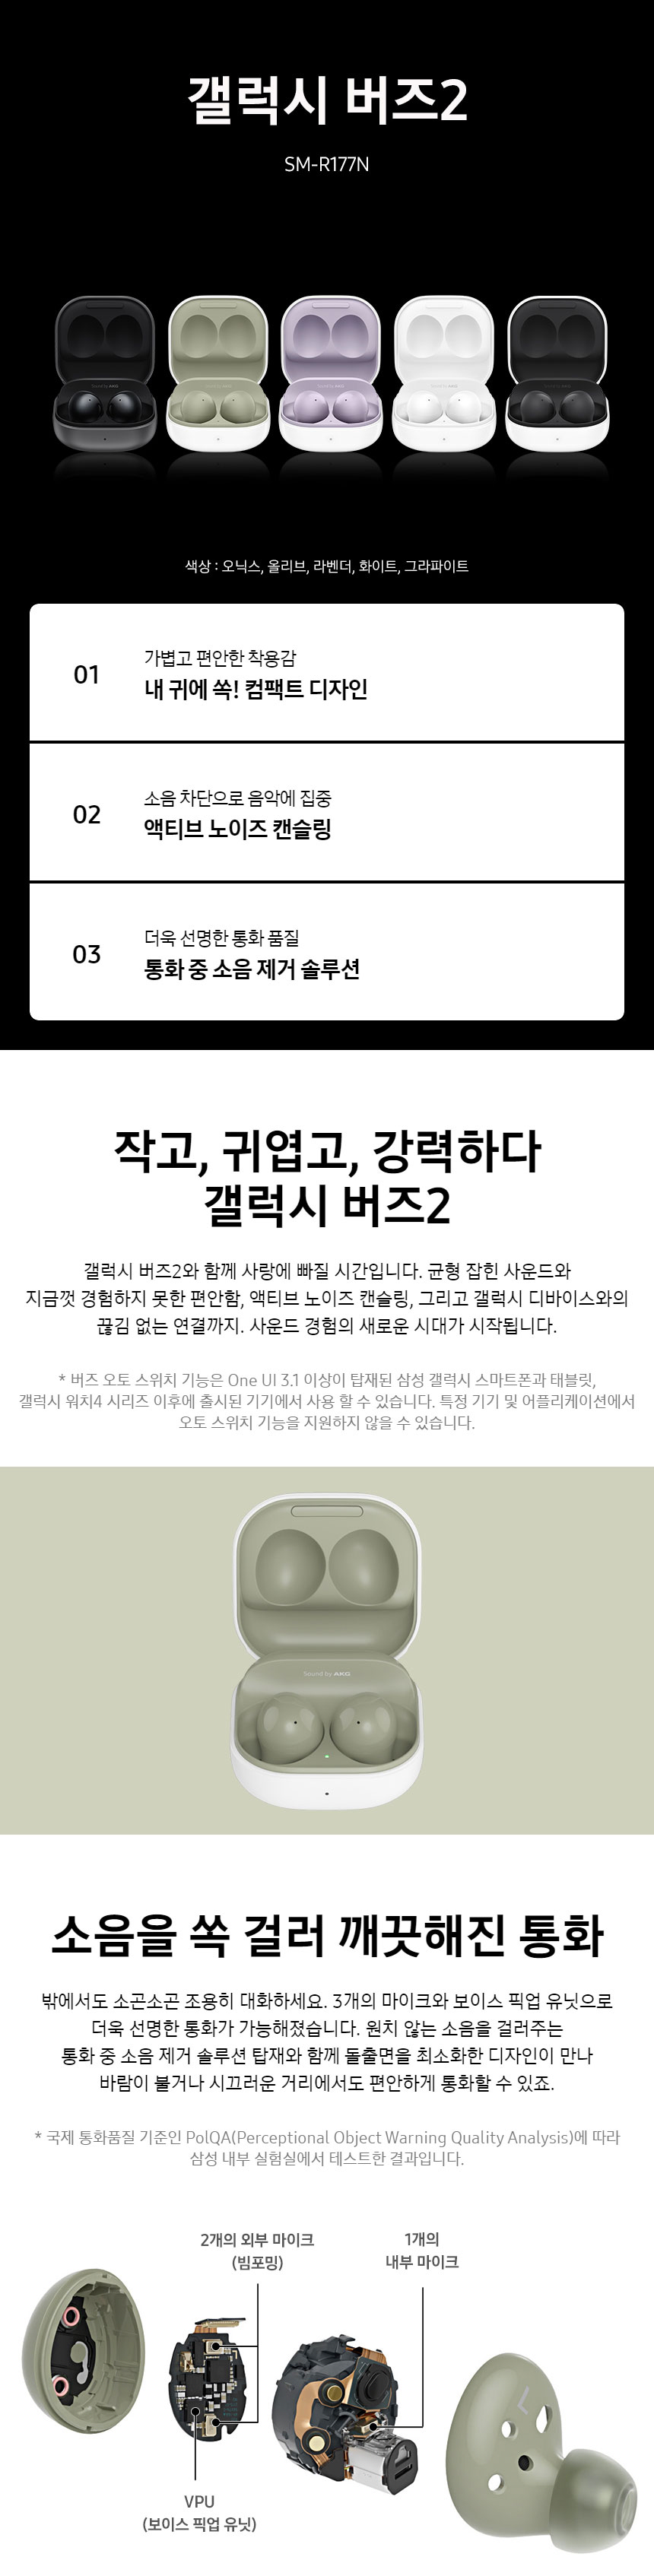 갤럭시 버즈2
SM-R177N
색상 : 오닉스, 올리브, 라벤더, 화이트, 그라파이트
01
가볍고 편안한 착용감
내 귀에 쏙! 컴팩트 디자인
02
소음 차단으로 음악에 집중
액티브 노이즈 캔슬링
03
더욱 선명한 통화 품질
통화 중 소음 제거 솔루션
작고, 귀엽고, 강력하다
갤럭시 버즈2
갤럭시 버즈2와 함께 사랑에 빠질 시간입니다. 균형 잡힌 사운드와
지금껏 경험하지 못한 편안함, 액티브 노이즈 캔슬링, 그리고 갤럭시 디바이스와의
끊김 없는 연결까지. 사운드 경험의 새로운 시대가 시작됩니다.
* 버즈 오토 스위치 기능은 One UI 3.1 이상이 탑재된 삼성 갤럭시 스마트폰과 태블릿,
갤럭시 워치4 시리즈 이후에 출시된 기기에서 사용 할 수 있습니다. 특정 기기 및 어플리케이션에서
오토 스위치 기능을 지원하지 않을 수 있습니다.
Sound by AKG
소음을 쏙 걸러 깨끗해진 통화
밖에서도 소곤소곤 조용히 대화하세요. 3개의 마이크와 보이스 픽업 유닛으로
더욱 선명한 통화가 가능해졌습니다. 원치 않는 소음을 걸러주는
통화 중 소음 제거 솔루션 탑재와 함께 돌출면을 최소화한 디자인이 만나
바람이 불거나 시끄러운 거리에서도 편안하게 통화할 수 있죠.
* 국제 통화품질 기준인 PolQA(Perceptional Object Warning Quality Analysis)에 따라
삼성 내부 실험실에서 테스트한 결과입니다.
2개의 외부 마이크
(빔포밍)
1개의
내부 마이크
VPU
(보이스 픽업 유닛)